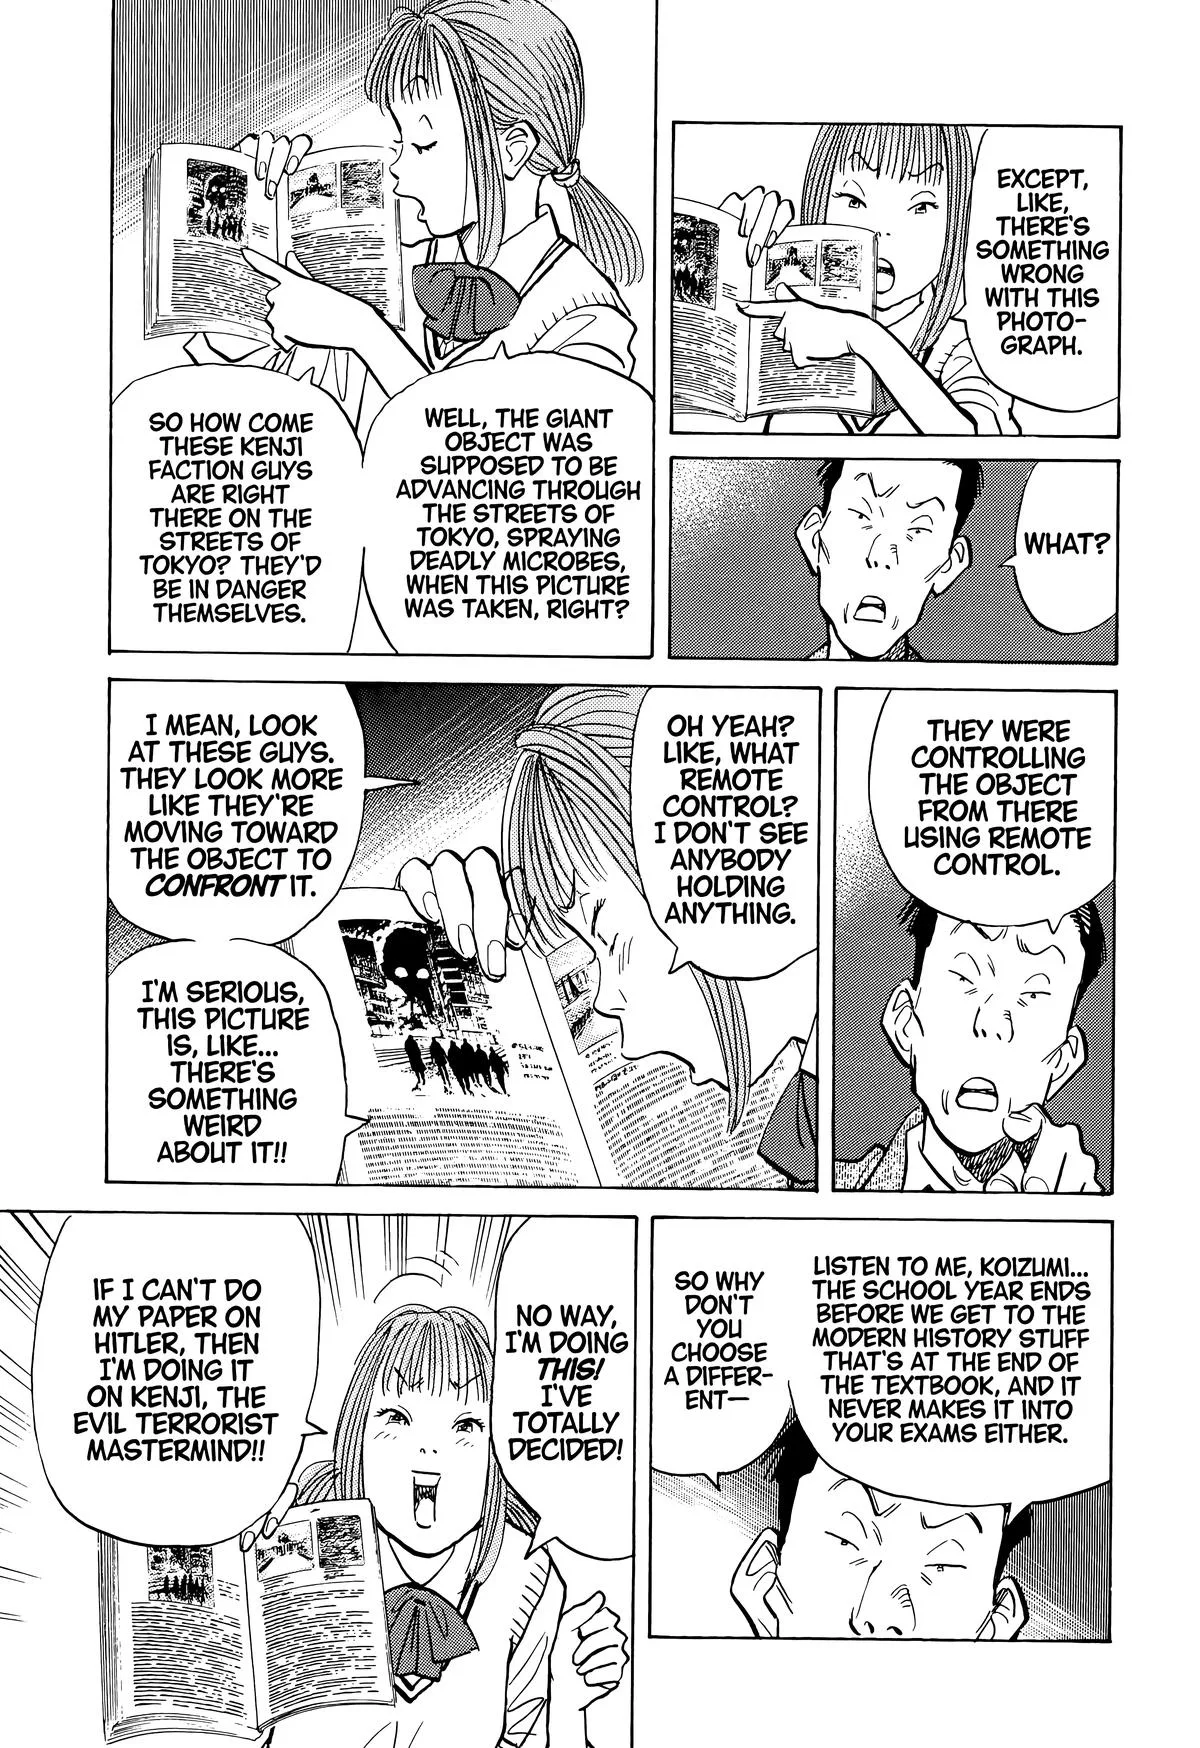 EXCEPT,
LIKE,
THERE'S
SOMETHING
WRONG
WITH THIS
PHOTO-
GRAPH.
WHAT?
WELL, THE GIANT
OBJECT WAS
SUPPOSED TO BE
ADVANCING THROUGH
THE STREETS OF
TOKYO, SPRAYING
DEADLY MICROBES,
WHEN THIS PICTURE
WAS TAKEN, RIGHT?
SO HOW COME
THESE KENJI
FACTION GUYS
ARE RIGHT
THERE ON THE
STREETS OF
TOKYO? THEY'D
BE IN DANGER
THEMSELVES.
THEY WERE
CONTROLLING
THE OBJECT
FROM THERE
USING REMOTE
CONTROL.
OH YEAH?
LIKE, WHAT
REMOTE
CONTROL?
I DON'T SEE
ANYBODY
HOLDING
ANYTHING.
I MEAN, LOOK
AT THESE GUYS.
THEY LOOK MORE
LIKE THEY'RE
MOVING TOWARD
THE OBJECT TO
CONFRONT IT.
I'M SERIOUS,
THIS PICTURE
IS, LIKE...
THERE'S
SOMETHING
WEIRD
ABOUT IT!!
LISTEN TO ME, KOIZUMI...
THE SCHOOL YEAR ENDS
BEFORE WE GET TO THE
MODERN HISTORY STUFF
THAT'S AT THE END OF
THE TEXTBOOK, AND IT
NEVER MAKES IT INTO
YOUR EXAMS EITHER.
SO WHY
DON'T
YOU
CHOOSE
A DIFFER-
ENT—
NO WAY,
I'M DOING
THIS!
I'VE
TOTALLY
DECIDED!
IF I CAN'T DO
MY PAPER ON
HITLER, THEN
I'M DOING IT
ON KENJI, THE
EVIL TERRORIST
MASTERMIND!!